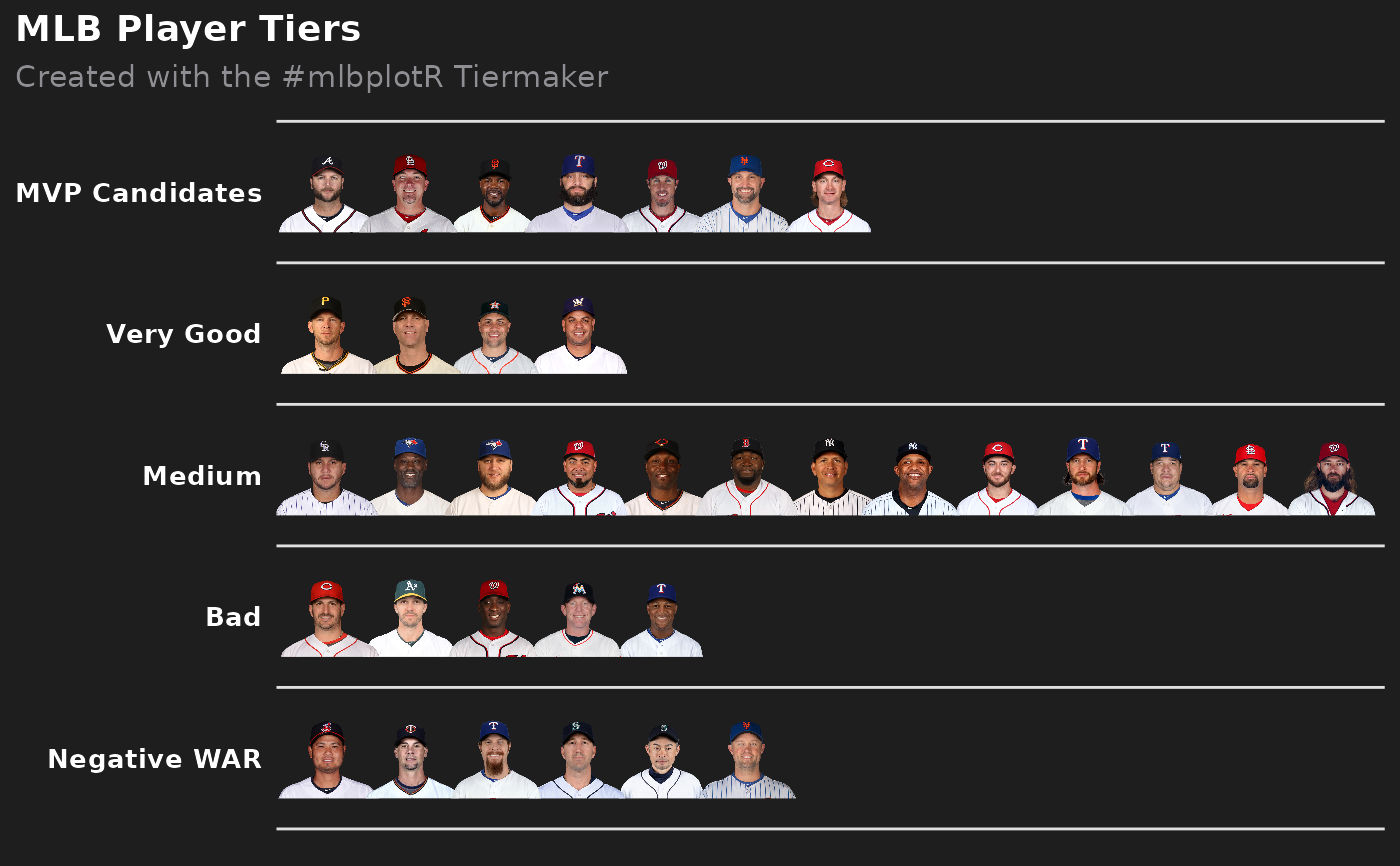 MLB Player Tiers
Created with the #mlbplotR Tiermaker
MVP Candidates
Very Good
Medium
Bad
Negative WAR